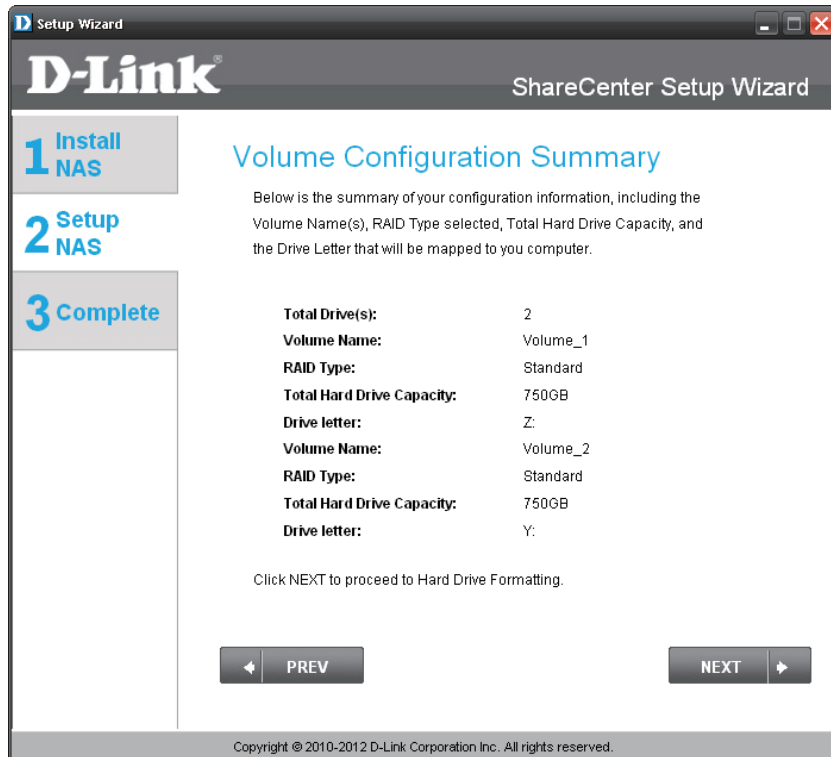 Setup Wizard
D-Link®
ShareCenter Setup Wizard
1 Install NAS
2 Setup NAS
3 Complete
Volume Configuration Summary
Below is the summary of your configuration information, including the
Volume Name(s), RAID Type selected, Total Hard Drive Capacity, and
the Drive Letter that will be mapped to you computer.
Total Drive(s): 2
Volume Name: Volume_1
RAID Type: Standard
Total Hard Drive Capacity: 750GB
Drive letter: Z:
Volume Name: Volume_2
RAID Type: Standard
Total Hard Drive Capacity: 750GB
Drive letter: Y:
Click NEXT to proceed to Hard Drive Formatting.
PREV
NEXT
Copyright © 2010-2012 D-Link Corporation Inc. All rights reserved.